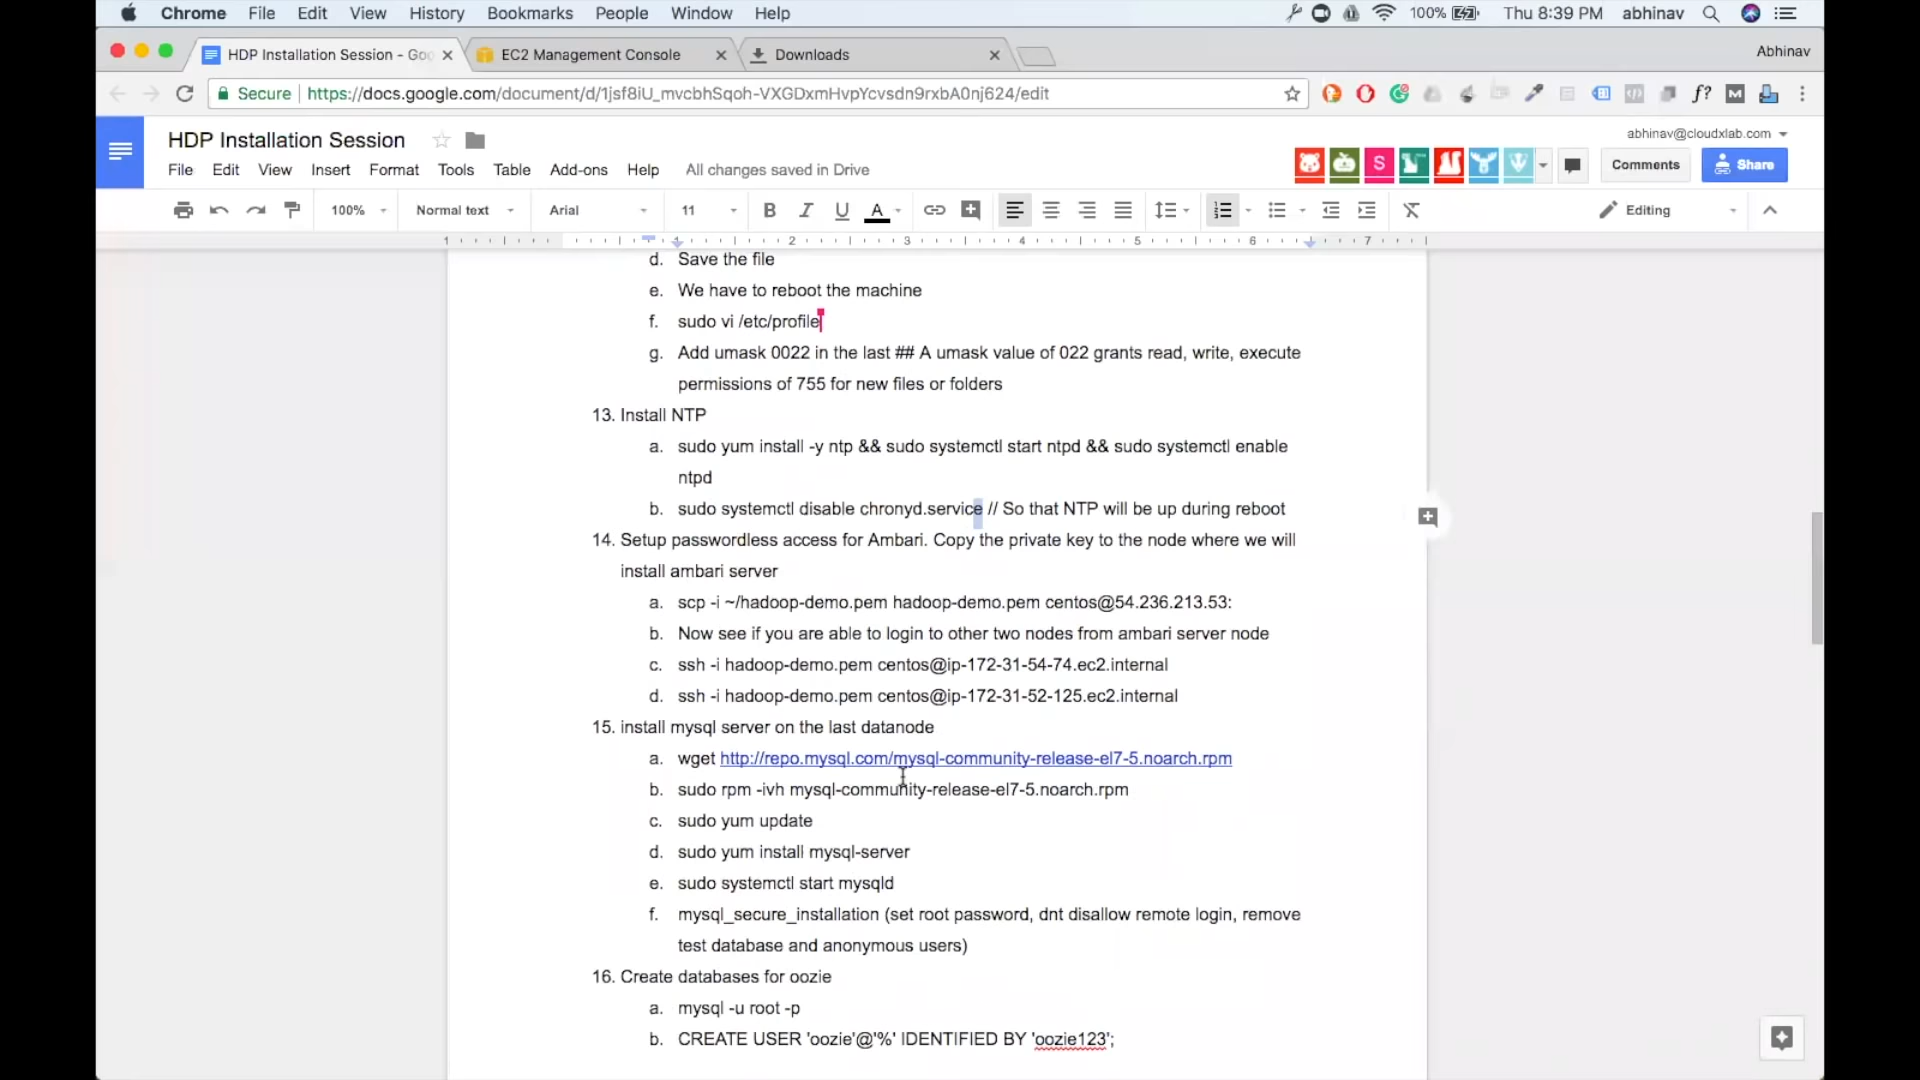 Chrome File Edit View History Bookmarks People Window Help 100% Thu 8:39 PM abhinav
HDP Installation Session - Goo EC2 Management Console Downloads Abhinav
Secure https://docs.google.com/document/d/1jsf8iU_mvcbhSqoh-VXGDxmHvpYcvsdn9rxbA0nj624/edit
HDP Installation Session abhinav@cloudxlab.com
File Edit View Insert Format Tools Table Add-ons Help All changes saved in Drive S Comments Share
100% Normal text Arial 11 B I U A Editing
1 1 2 3 4 5 6 7
d. Save the file
e. We have to reboot the machine
f. sudo vi /etc/profile
g. Add umask 0022 in the last ## A umask value of 022 grants read, write, execute
permissions of 755 for new files or folders
13. Install NTP
a. sudo yum install -y ntp && sudo systemctl start ntpd && sudo systemctl enable
ntpd
b. sudo systemctl disable chronyd.service // So that NTP will be up during reboot
14. Setup passwordless access for Ambari. Copy the private key to the node where we will
install ambari server
a. scp -i ~/hadoop-demo.pem hadoop-demo.pem centos@54.236.213.53:
b. Now see if you are able to login to other two nodes from ambari server node
c. ssh -i hadoop-demo.pem centos@ip-172-31-54-74.ec2.internal
d. ssh -i hadoop-demo.pem centos@ip-172-31-52-125.ec2.internal
15. install mysql server on the last datanode
a. wget http://repo.mysql.com/mysql-community-release-el7-5.noarch.rpm
b. sudo rpm -ivh mysql-community-release-el7-5.noarch.rpm
c. sudo yum update
d. sudo yum install mysql-server
e. sudo systemctl start mysqld
f. mysql_secure_installation (set root password, dnt disallow remote login, remove
test database and anonymous users)
16. Create databases for oozie
a. mysql -u root -p
b. CREATE USER 'oozie'@'%' IDENTIFIED BY 'oozie123';